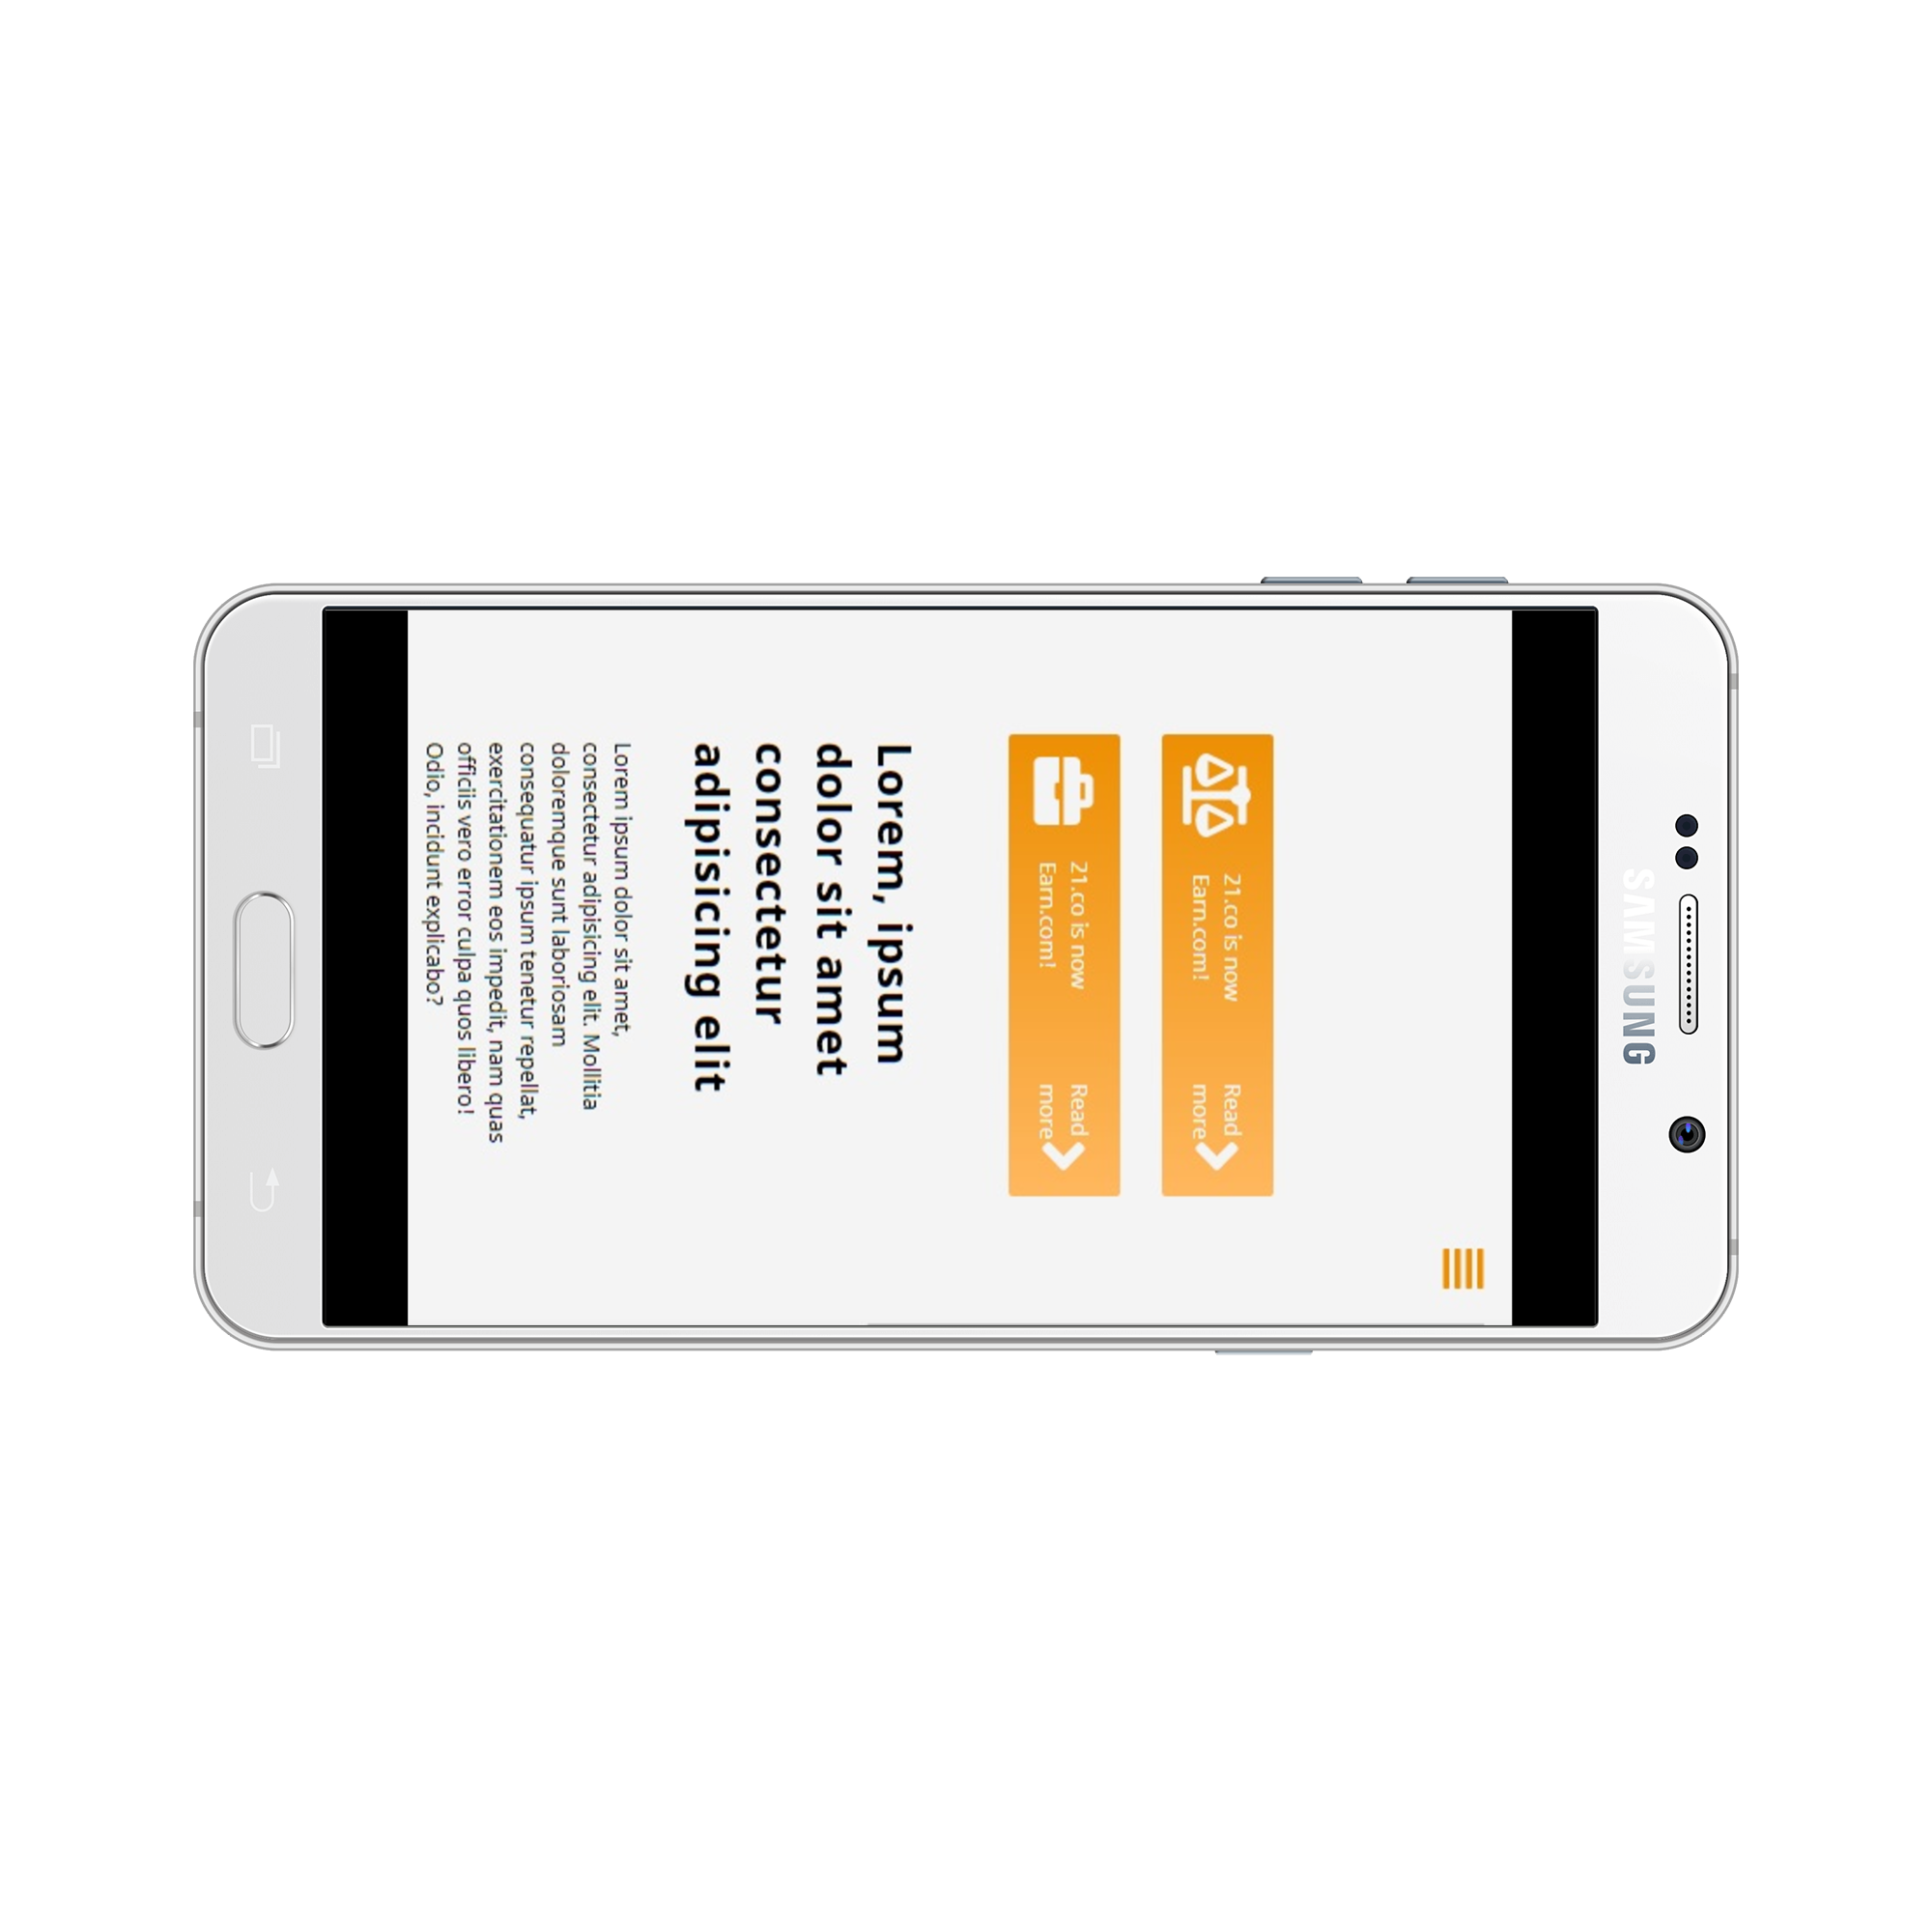 SAMSUNG
21.co is now
Earn.com!
Read
more
21.co is now
Earn.com!
Read
more
Lorem, ipsum
dolor sit amet
consectetur
adipisicing elit
Lorem ipsum dolor sit amet,
consectetur adipisicing elit. Mollitia
doloremque sunt laboriosam
consequatur ipsum tenetur repellat,
exercitationem eos impedit, nam quas
officiis vero error culpa quos libero!
Odio, incidunt explicabo?